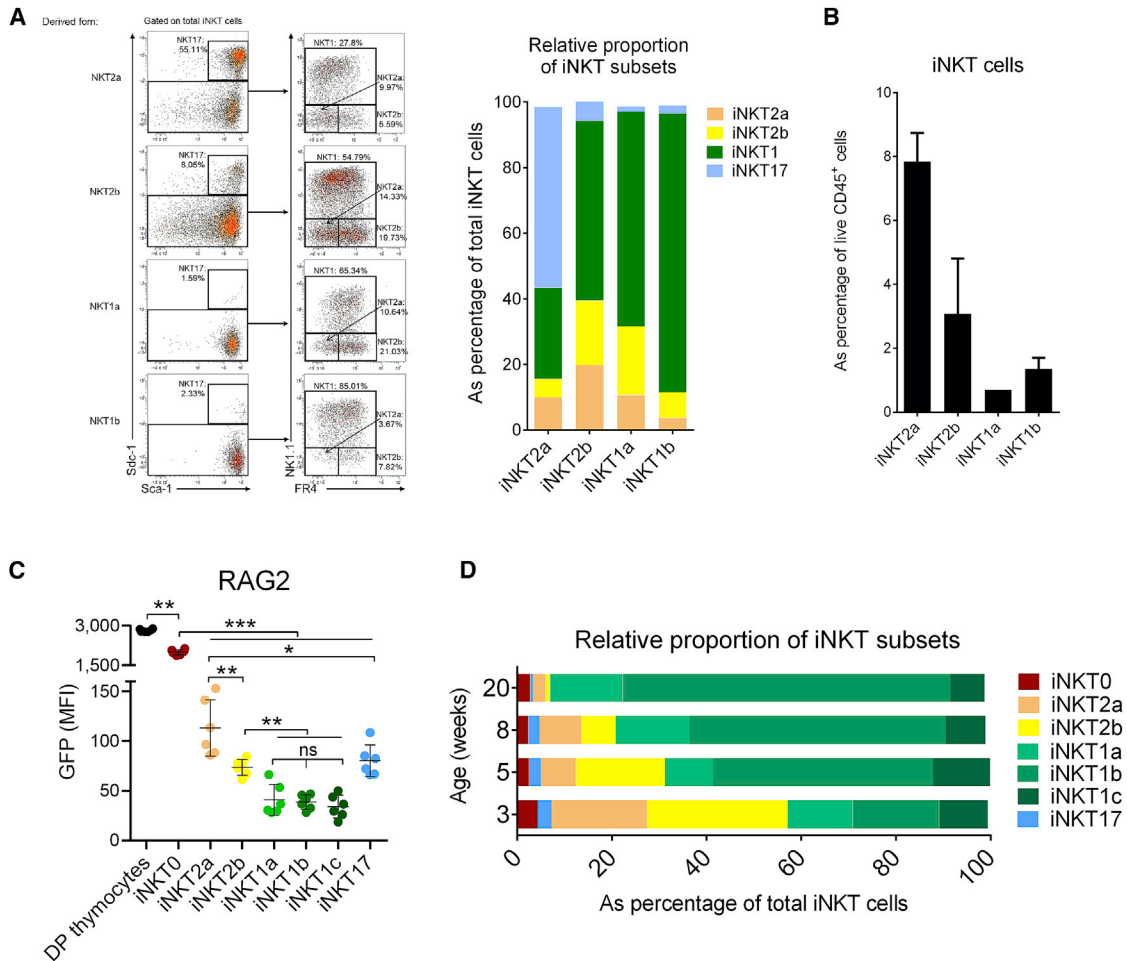 A
Derived forn:
Gated on total iNKT cells
NKT17:
55.11%
NKT1: 27.8%
NKT2a
NKT2a:
9.97%
NKT2b:
5.59%
NKT17:
8.05%
NKT1: 54.79%
NKT2b
NKT2a:
14.33%
NKT2b:
19.73%
NKT17:
1.59%
NKT1: 65.34%
NKT1a
NKT2a:
10.64%
NKT2b:
21.03%
NKT17:
2.33%
NKT1: 85.01%
NKT1b
NKT2a:
3.67%
NKT2b:
7.82%
Sdc-1
Sca-1
NK1.1
FR4
Relative proportion
of iNKT subsets
As percentage of total iNKT cells
100
80
60
40
20
0
iNKT2a
iNKT2b
iNKT1a
iNKT1b
iNKT2a
iNKT2b
iNKT1
iNKT17
B
iNKT cells
As percentage of live CD45+ cells
10
8
6
4
2
0
iNKT2a
iNKT2b
iNKT1a
iNKT1b
C
RAG2
GFP (MFI)
3,000
1,500
150
100
50
0
**
***
*
**
**
ns
DP thymocytes
iNKT0
iNKT2a
iNKT2b
iNKT1a
iNKT1b
iNKT1c
iNKT17
D
Relative proportion of iNKT subsets
Age (weeks)
20
8
5
3
0
20
40
60
80
100
As percentage of total iNKT cells
iNKT0
iNKT2a
iNKT2b
iNKT1a
iNKT1b
iNKT1c
iNKT17